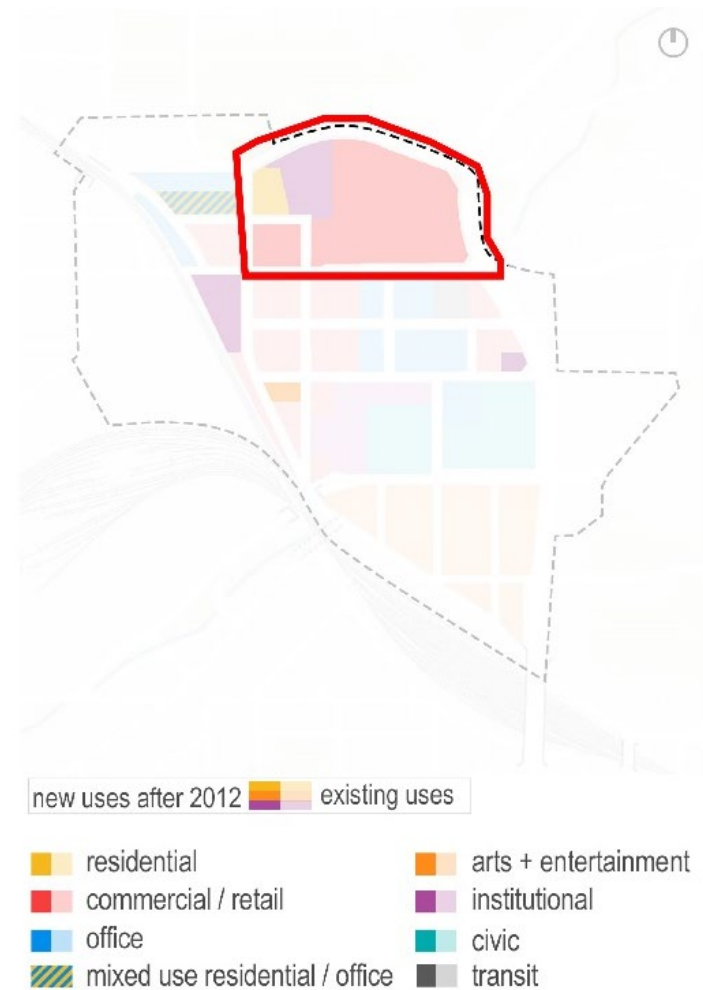 new uses after 2012 existing uses
residential
commercial / retail
office
mixed use residential / office
arts + entertainment
institutional
civic
transit